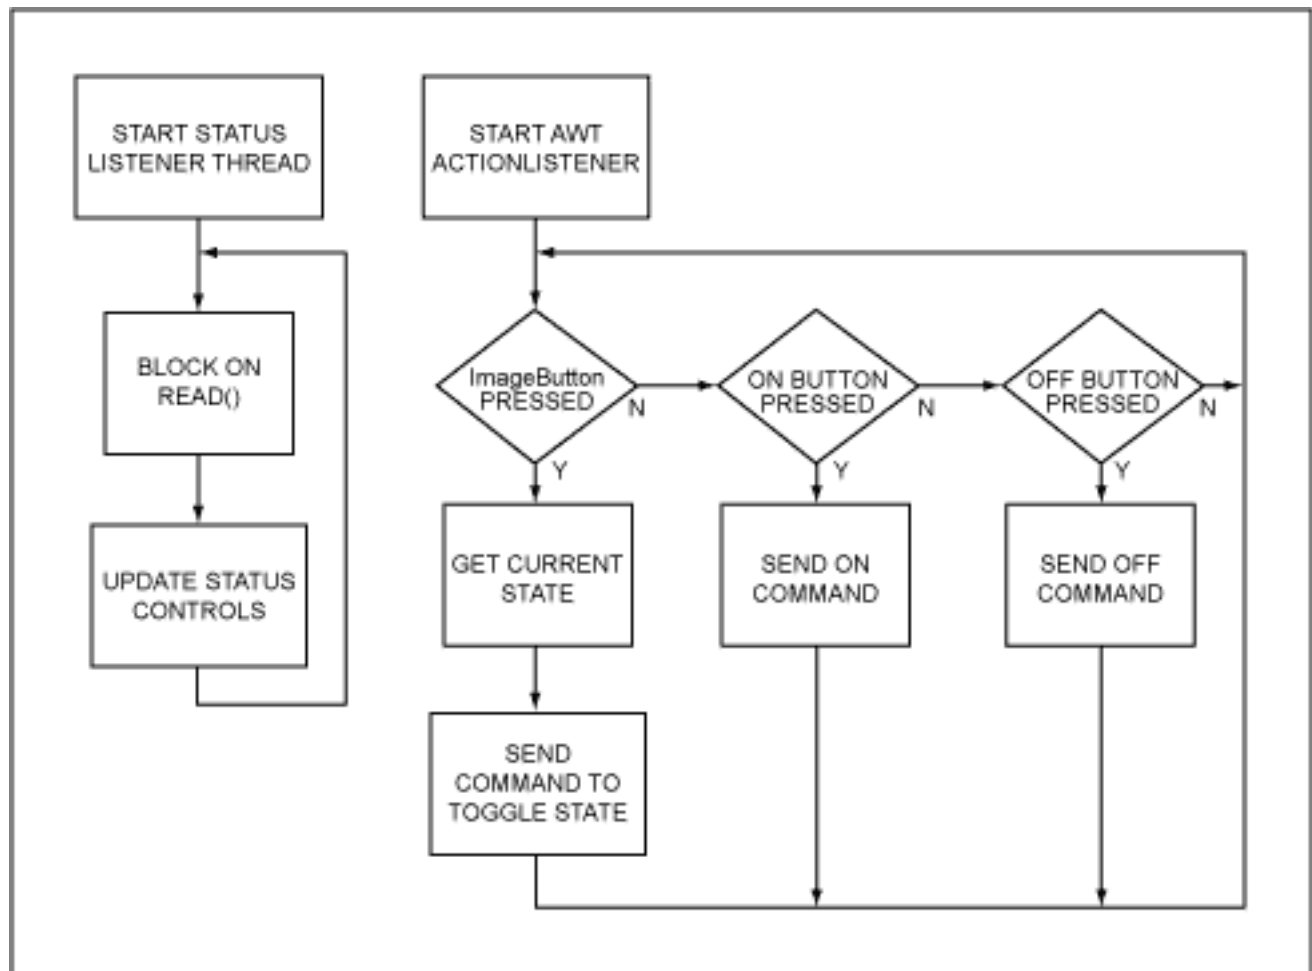 START STATUS
LISTENER THREAD
BLOCK ON
READ()
UPDATE STATUS
CONTROLS
START AWT
ACTIONLISTENER
ImageButton
PRESSED
N
Y
ON BUTTON
PRESSED
N
Y
OFF BUTTON
PRESSED
N
Y
GET CURRENT
STATE
SEND ON
COMMAND
SEND OFF
COMMAND
SEND
COMMAND TO
TOGGLE STATE